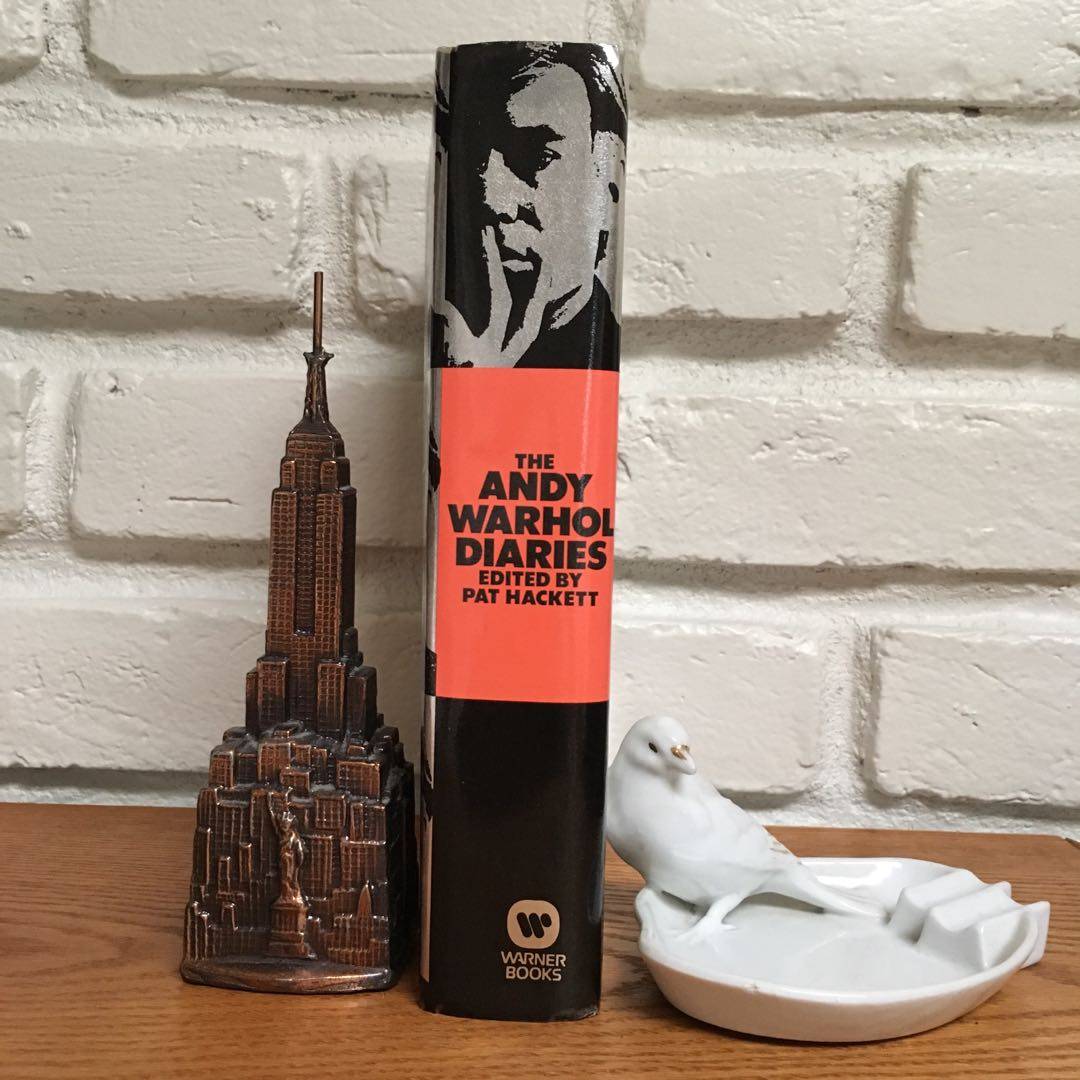 THE
ANDY
WARHOL
DIARIES
EDITED BY
PAT HACKETT
WARNER
BOOKS